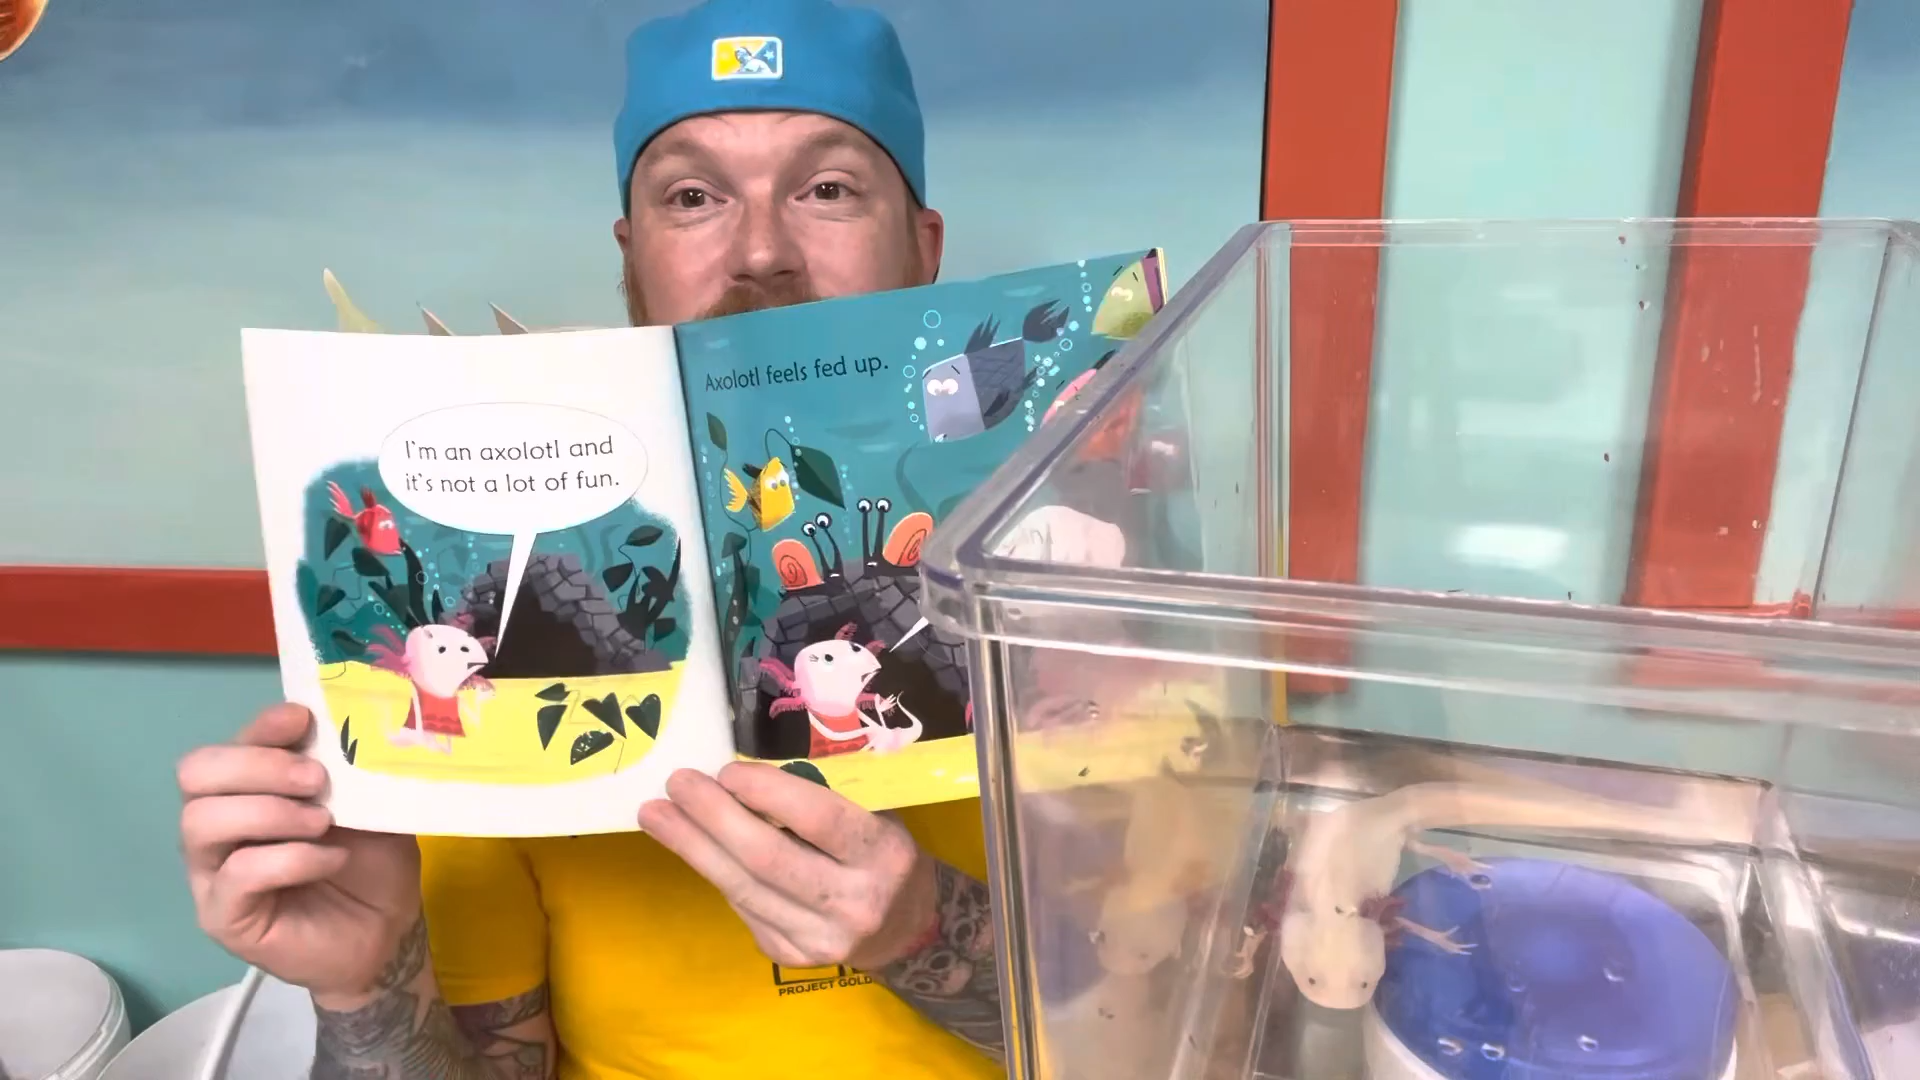 I'm an axolotl and
it's not a lot of fun.
Axolotl feels fed up.
PROJECT GOLD